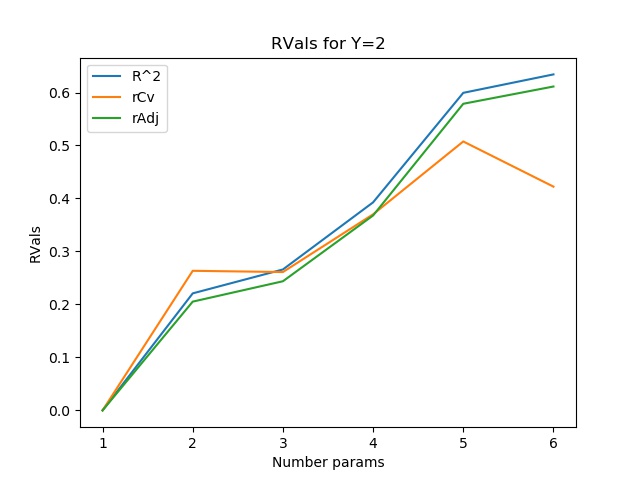 RVals for Y=2
R^2
rCv
rAdj
RVals
0.6
0.5
0.4
0.3
0.2
0.1
0.0
1 2 3 4 5 6
Number params